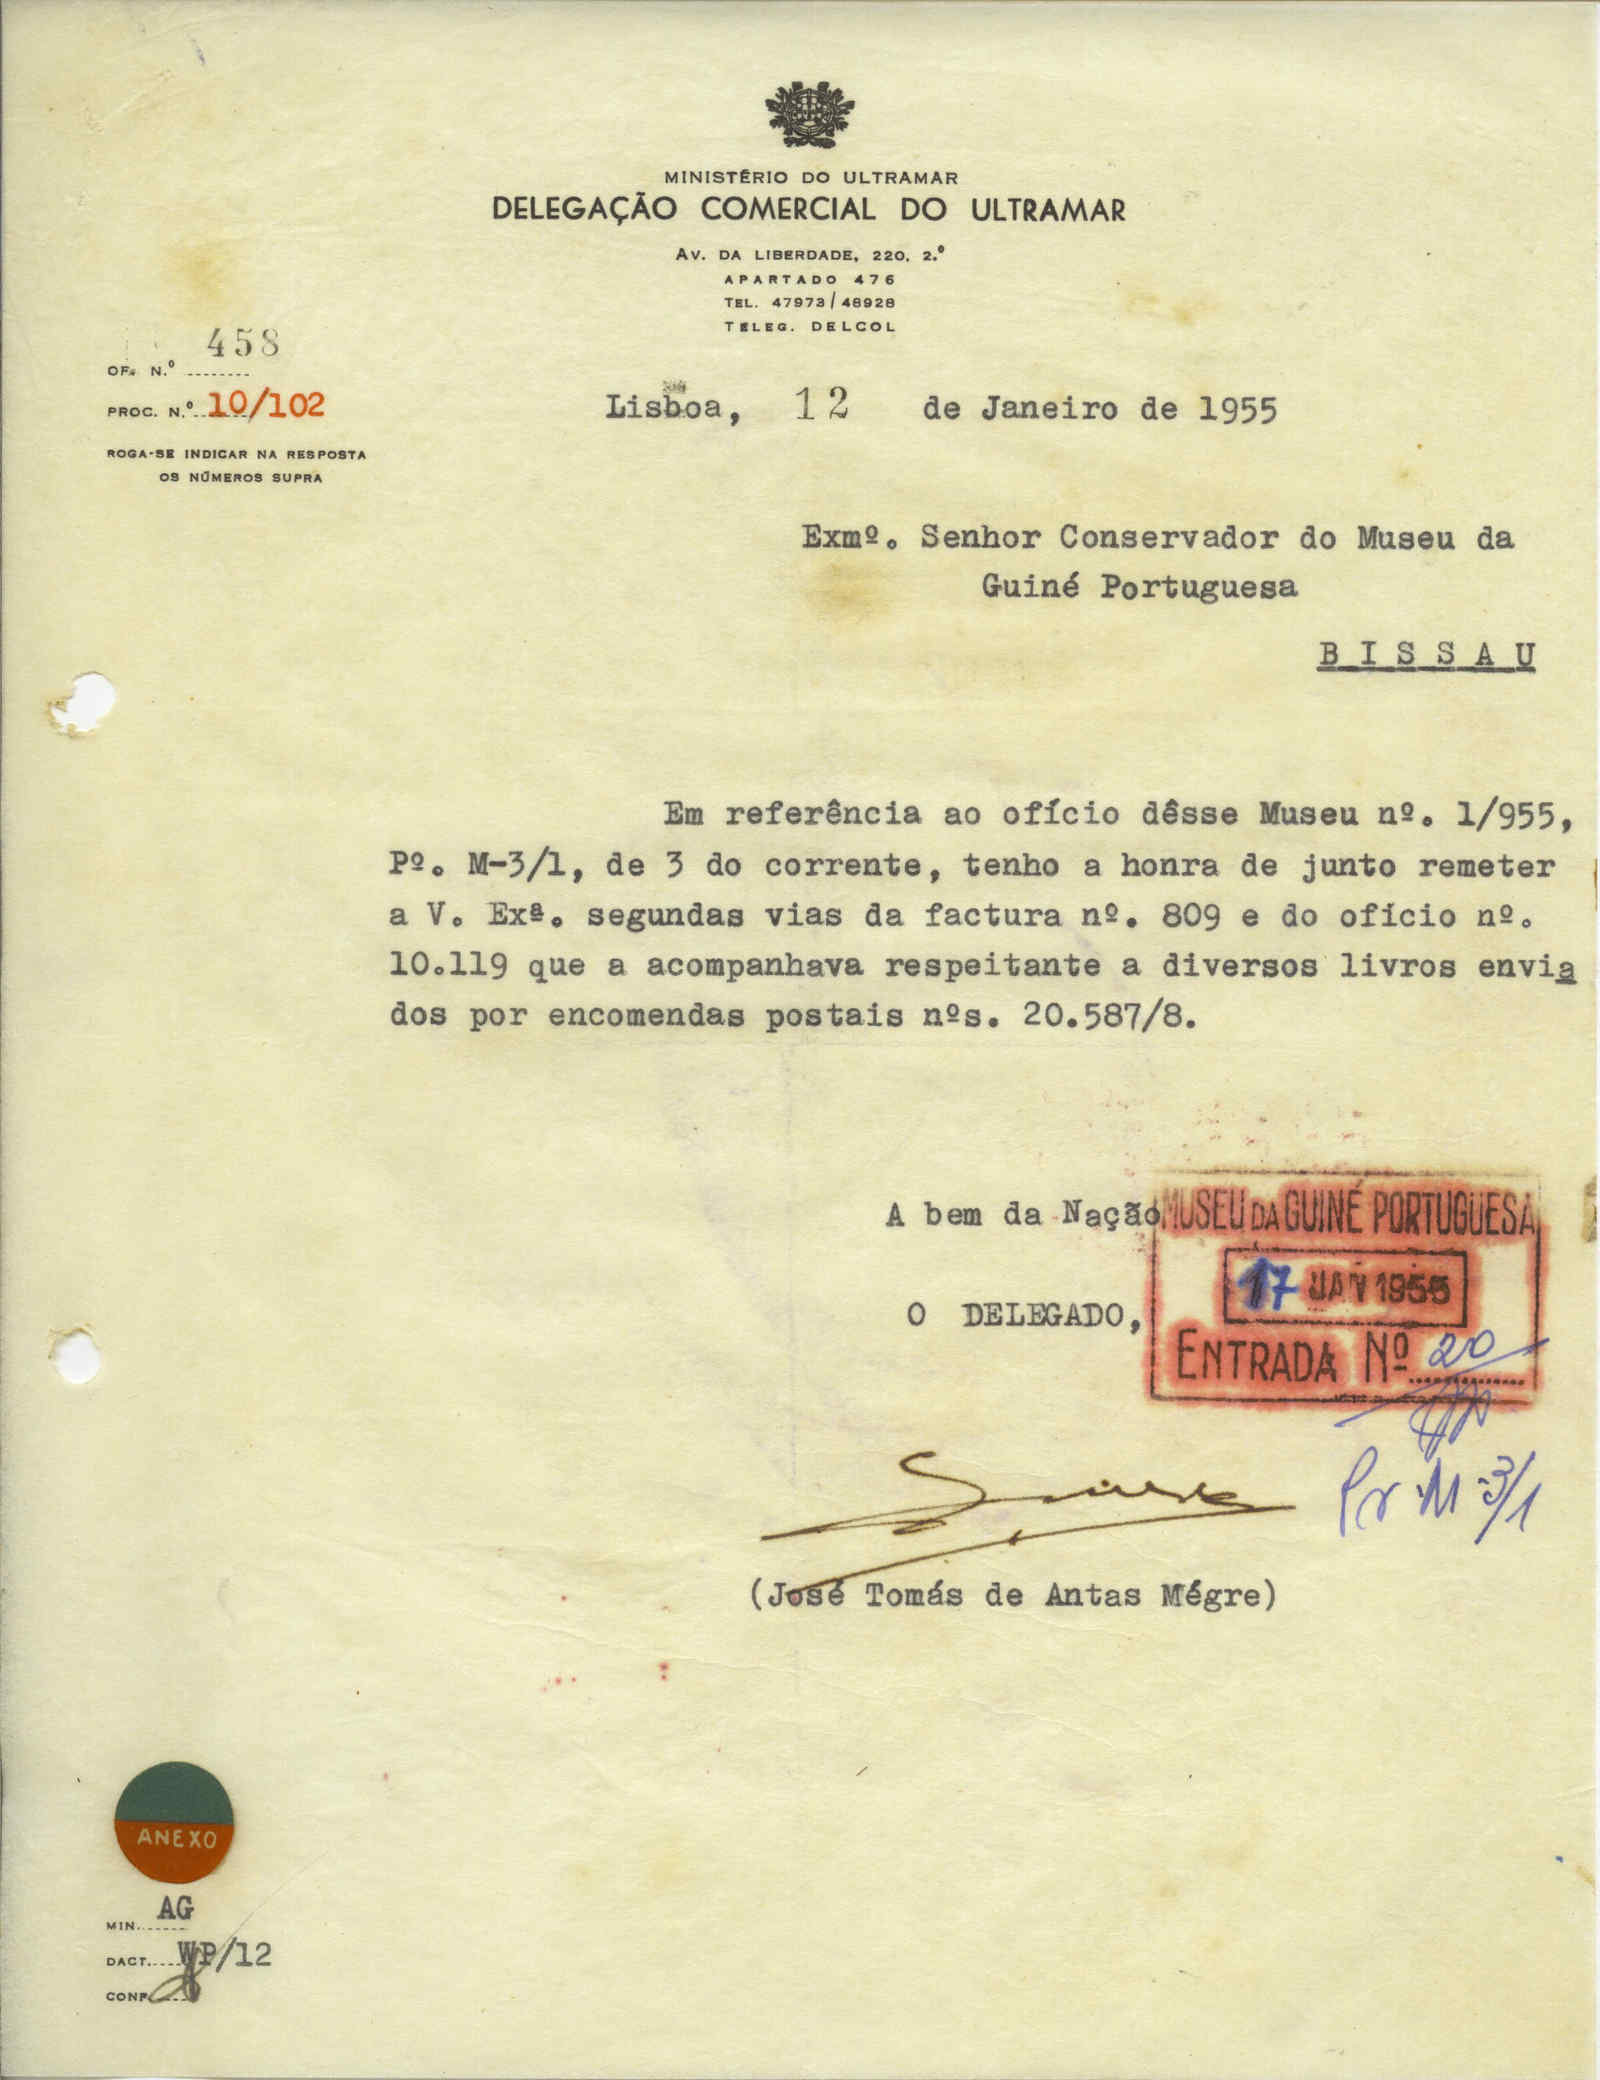 MINISTÉRIO DO ULTRAMAR
DELEGAÇÃO COMERCIAL DO ULTRAMAR
AV. DA LIBERDADE, 220, 2.º
APARTADO 476
TEL. 47973/48928
TELEG. DELCOL
OF. N.º 458
PROC. N.º 10/102
ROGA-SE INDICAR NA RESPOSTA
OS NÚMEROS SUPRA
Lisboa, 12 de Janeiro de 1955
Exmº. Senhor Conservador do Museu da
Guiné Portuguesa
BISSAU
Em referência ao ofício dêsse Museu nº. 1/955,
Pº. M-3/1, de 3 do corrente, tenho a honra de junto remeter
a V. Exª. segundas vias da factura nº. 809 e do ofício nº.
10.119 que a acompanhava respeitante a diversos livros envia
dos por encomendas postais nºs. 20.587/8.
A bem da Nação
MUSEU DA GUINÉ PORTUGUESA
17 JAN 1955
ENTRADA Nº 20
O DELEGADO,
Pr. M-3/1
(José Tomás de Antas Mégre)
ANEXO
MIN. AG
DACT. WP/12
CONF.